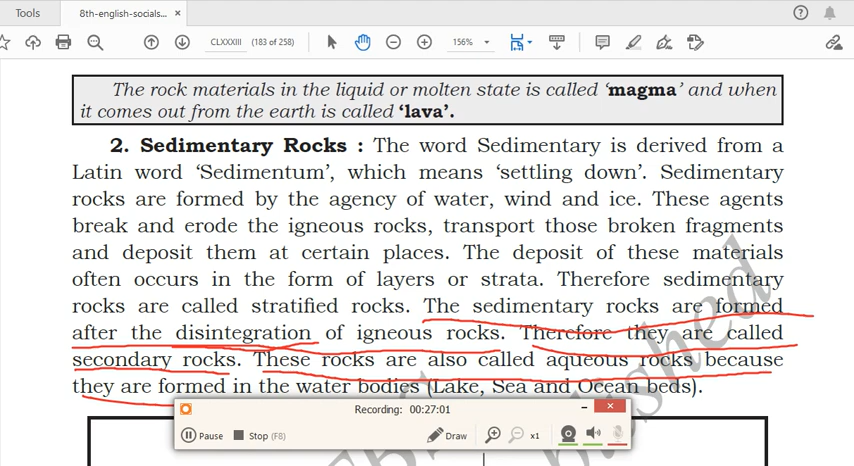 Tools
8th-english-socials... ×
CLXXXIII (183 of 258)
156%
The rock materials in the liquid or molten state is called ‘magma’ and when
it comes out from the earth is called ‘lava’.
2. Sedimentary Rocks : The word Sedimentary is derived from a
Latin word ‘Sedimentum’, which means ‘settling down’. Sedimentary
rocks are formed by the agency of water, wind and ice. These agents
break and erode the igneous rocks, transport those broken fragments
and deposit them at certain places. The deposit of these materials
often occurs in the form of layers or strata. Therefore sedimentary
rocks are called stratified rocks. The sedimentary rocks are formed
after the disintegration of igneous rocks. Therefore they are called
secondary rocks. These rocks are also called aqueous rocks because
they are formed in the water bodies (Lake, Sea and Ocean beds).
Recording: 00:27:01
Pause Stop (F8) Draw x1